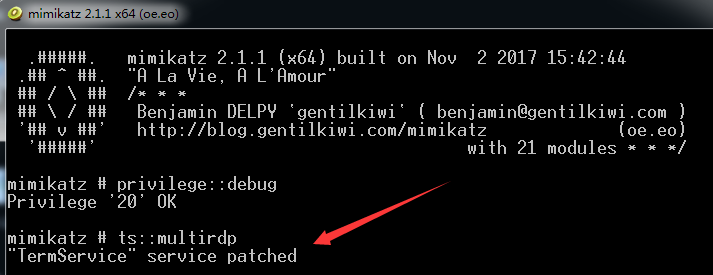 mimikatz 2.1.1 x64 (oe.eo)
.#####.   mimikatz 2.1.1 (x64) built on Nov  2 2017 15:42:44
.## ^ ##.  "A La Vie, A L'Amour"
## / \ ##  /* * *
## \ / ##   Benjamin DELPY `gentilkiwi` ( benjamin@gentilkiwi.com )
'## v ##'   http://blog.gentilkiwi.com/mimikatz             (oe.eo)
'#####'                                     with 21 modules * * */
mimikatz # privilege::debug
Privilege '20' OK
mimikatz # ts::multirdp
"TermService" service patched